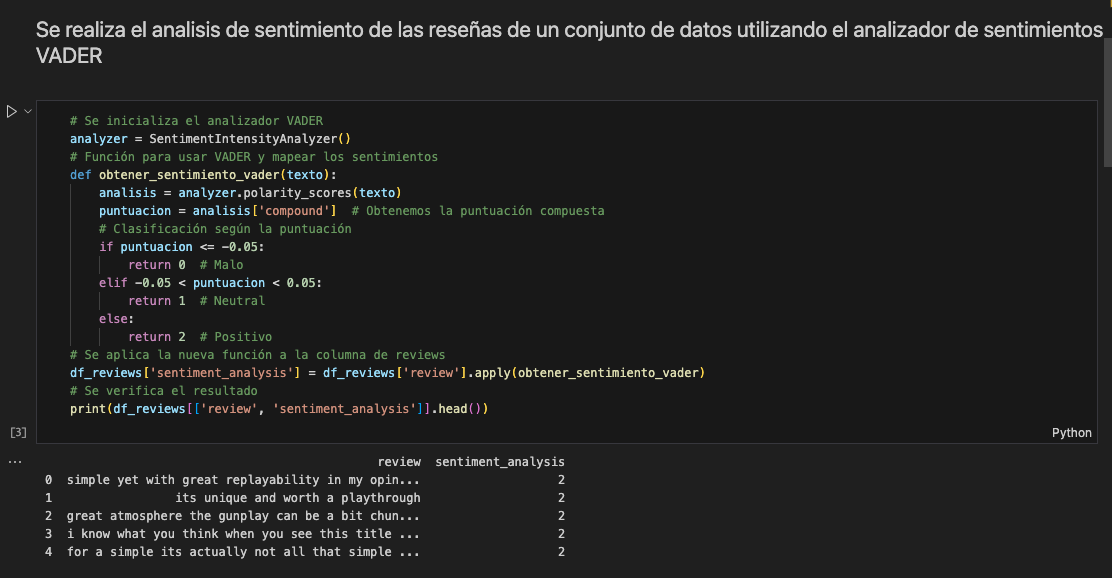 Se realiza el analisis de sentimiento de las reseñas de un conjunto de datos utilizando el analizador de sentimientos
VADER
# Se inicializa el analizador VADER
analyzer = SentimentIntensityAnalyzer()
# Función para usar VADER y mapear los sentimientos
def obtener_sentimiento_vader(texto):
    analisis = analyzer.polarity_scores(texto)
    puntuacion = analisis['compound']  # Obtenemos la puntuación compuesta
    # Clasificación según la puntuación
    if puntuacion <= -0.05:
        return 0  # Malo
    elif -0.05 < puntuacion < 0.05:
        return 1  # Neutral
    else:
        return 2  # Positivo
# Se aplica la nueva función a la columna de reviews
df_reviews['sentiment_analysis'] = df_reviews['review'].apply(obtener_sentimiento_vader)
# Se verifica el resultado
print(df_reviews[['review', 'sentiment_analysis']].head())
[3]
Python
...
review  sentiment_analysis
0  simple yet with great replayability in my opin...  2
1  its unique and worth a playthrough  2
2  great atmosphere the gunplay can be a bit chun...  2
3  i know what you think when you see this title ...  2
4  for a simple its actually not all that simple ...  2